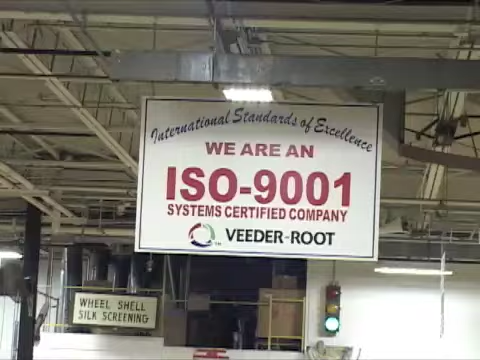 International Standards of Excellence
WE ARE AN
ISO-9001
SYSTEMS CERTIFIED COMPANY
VEEDER-ROOT
WHEEL SHELL
SILK SCREENING